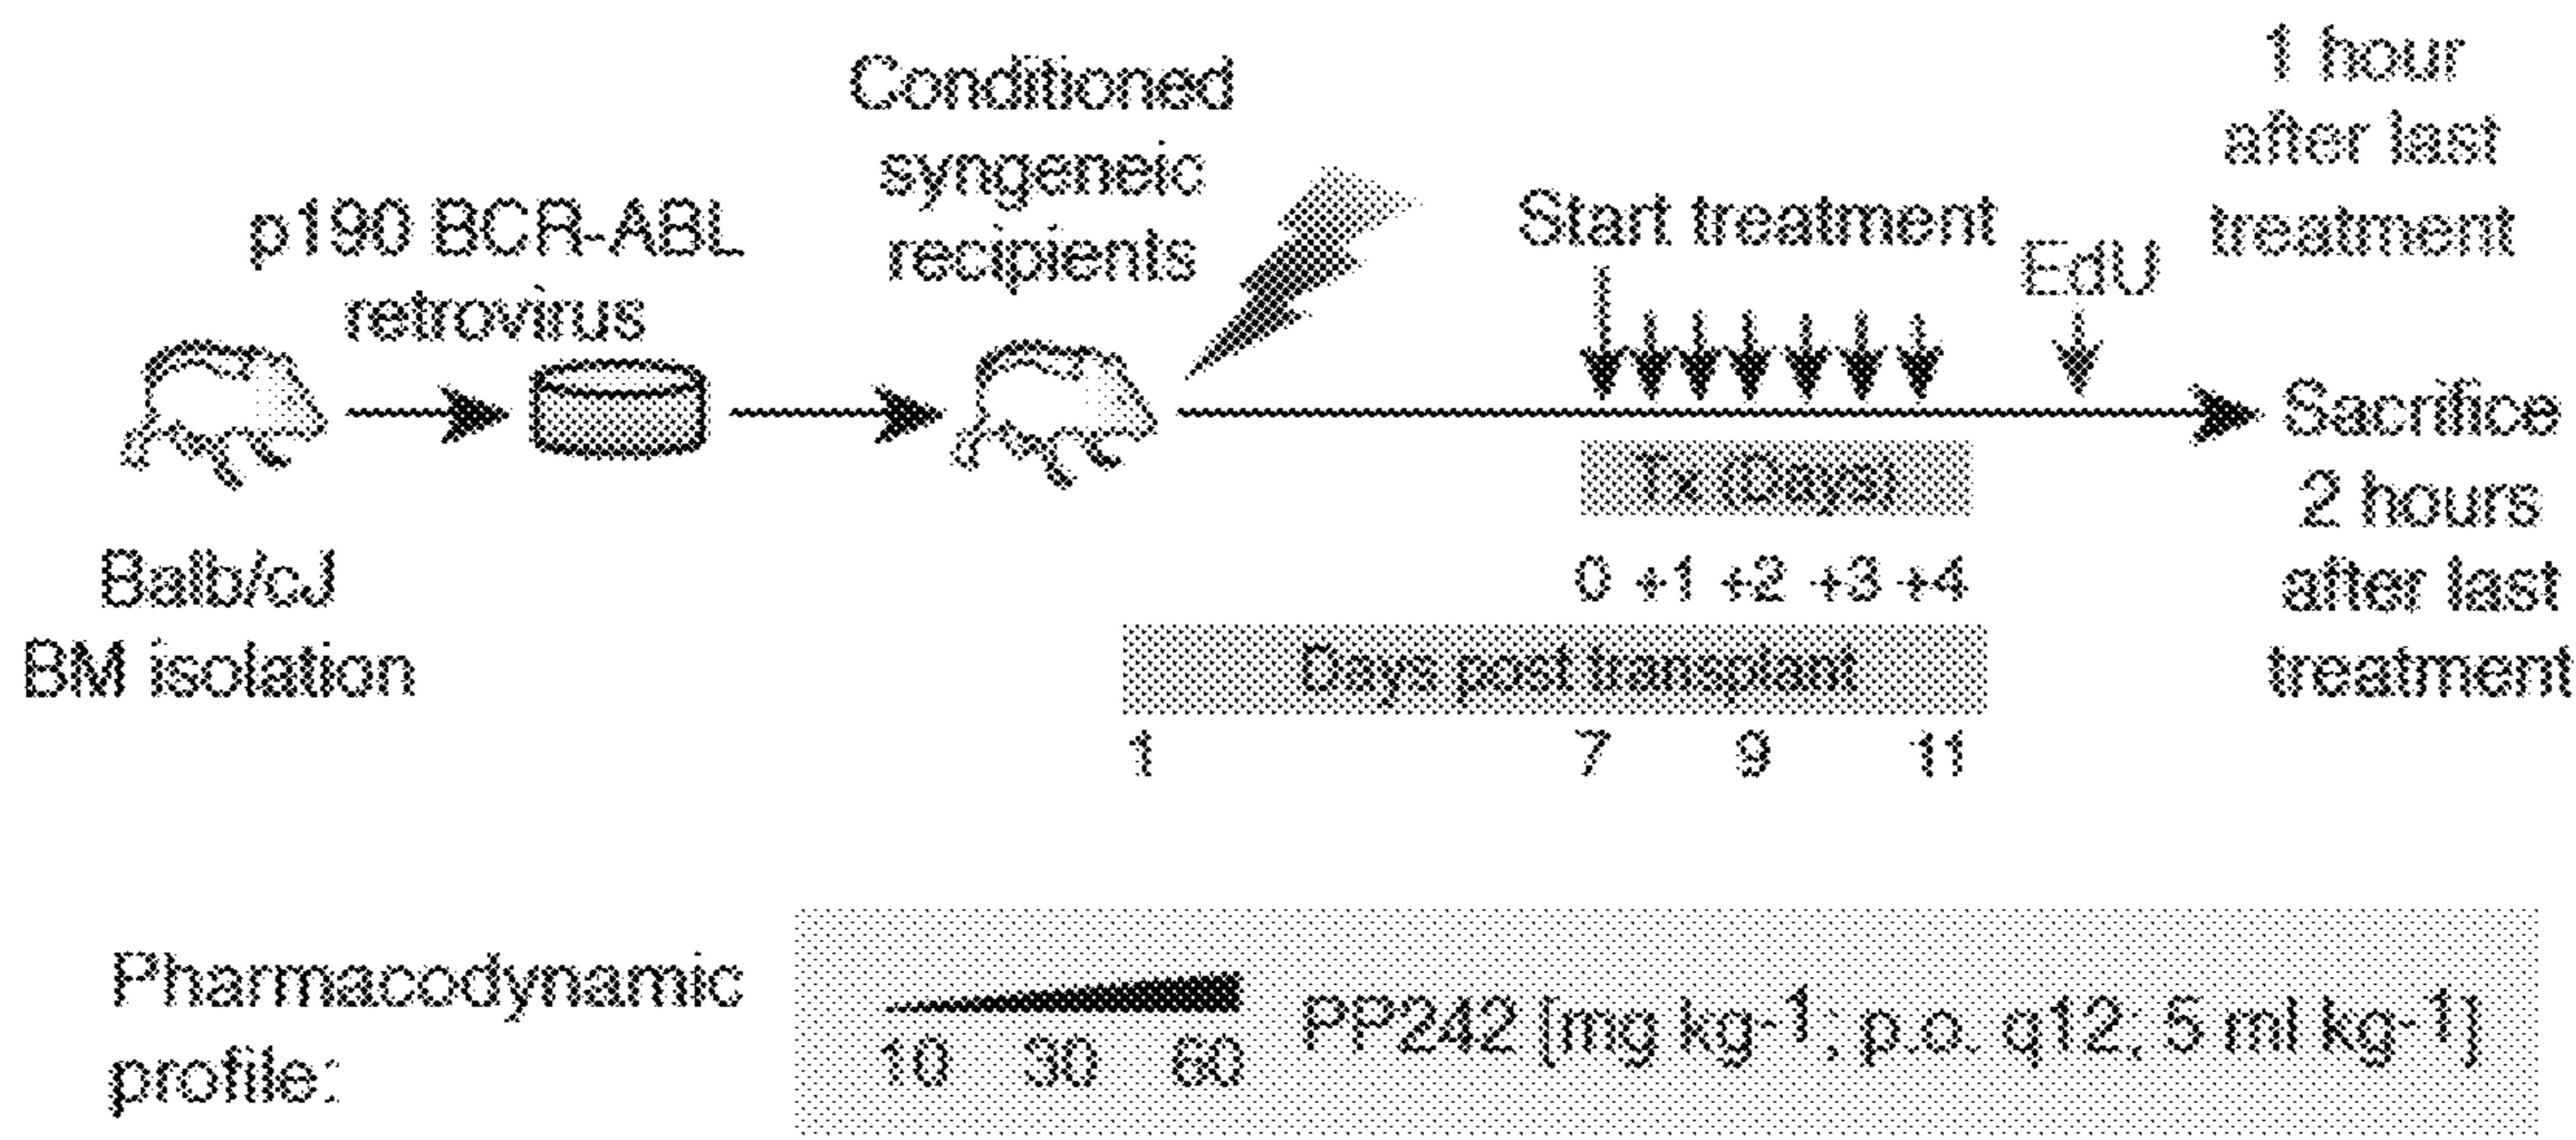 p190 BCR-ABL
retrovirus
Conditioned
syngeneic
recipients
Start treatment
EdU
1 hour
after last
treatment
Balb/cJ
BM isolation
Tx (Days)
0 +1 +2 +3 +4
Days post transplant
1 7 9 11
Sacrifice
2 hours
after last
treatment
Pharmacodynamic
profile:
10 30 60
PP242 [mg kg-1; p.o. q12; 5 ml kg-1]